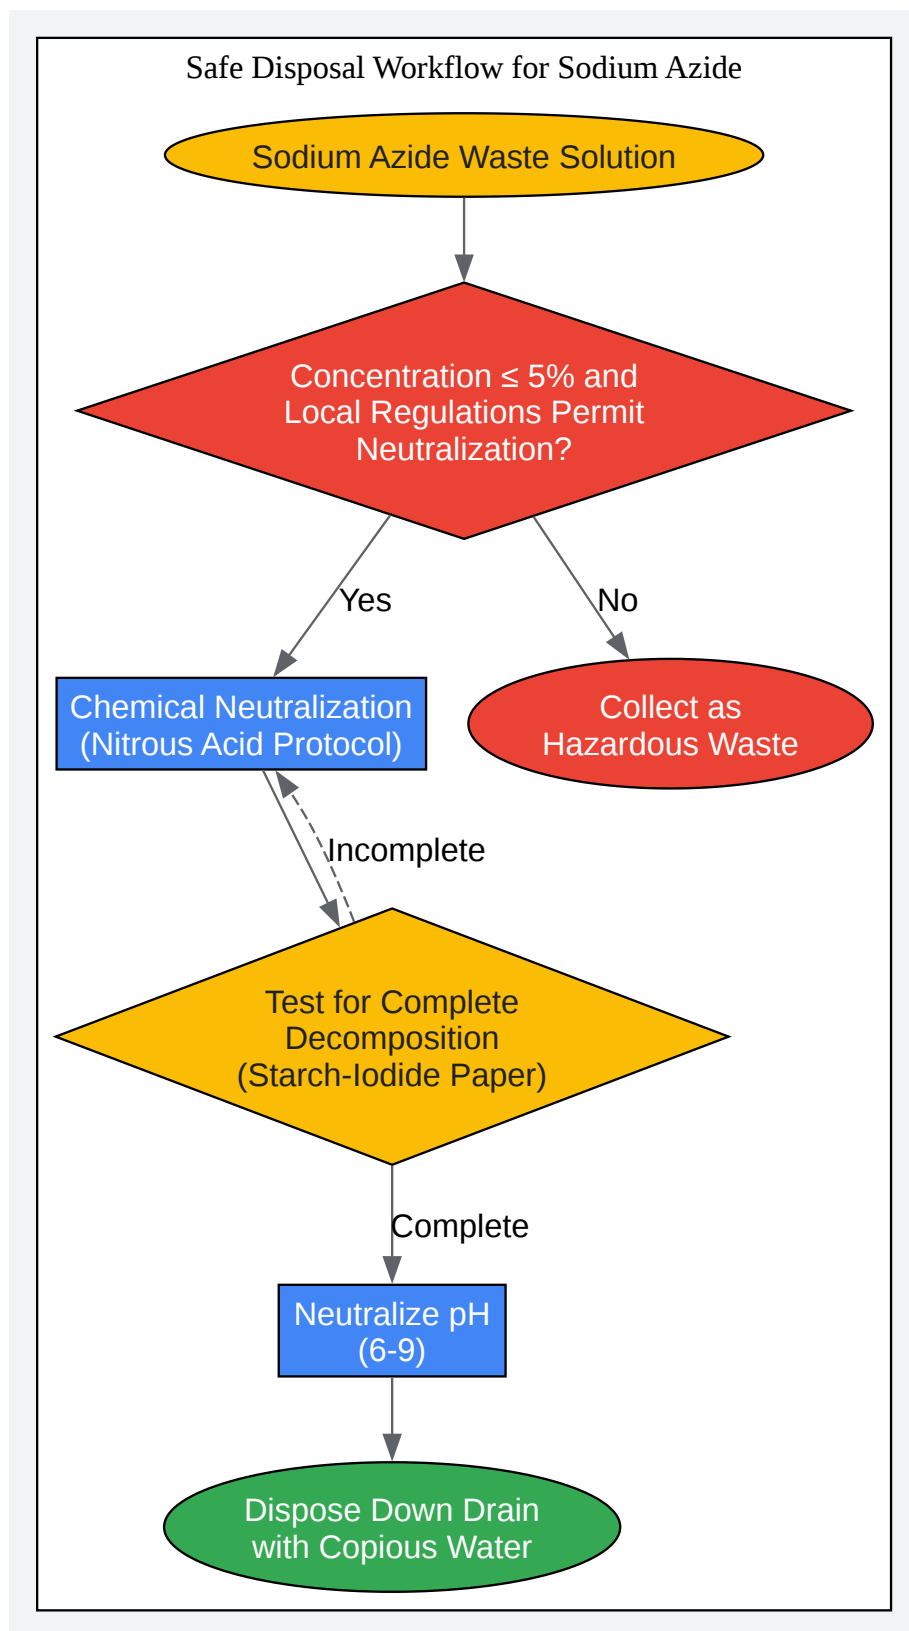 Safe Disposal Workflow for Sodium Azide
Sodium Azide Waste Solution
Concentration ≤ 5% and
Local Regulations Permit
Neutralization?
Yes
No
Chemical Neutralization
(Nitrous Acid Protocol)
Collect as
Hazardous Waste
Incomplete
Test for Complete
Decomposition
(Starch-Iodide Paper)
Complete
Neutralize pH
(6-9)
Dispose Down Drain
with Copious Water